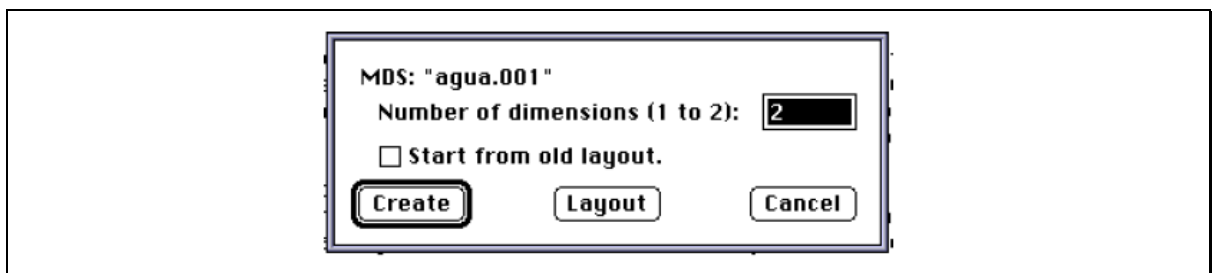 MDS: "agua.001"
Number of dimensions (1 to 2): 2
Start from old layout.
Create Layout Cancel